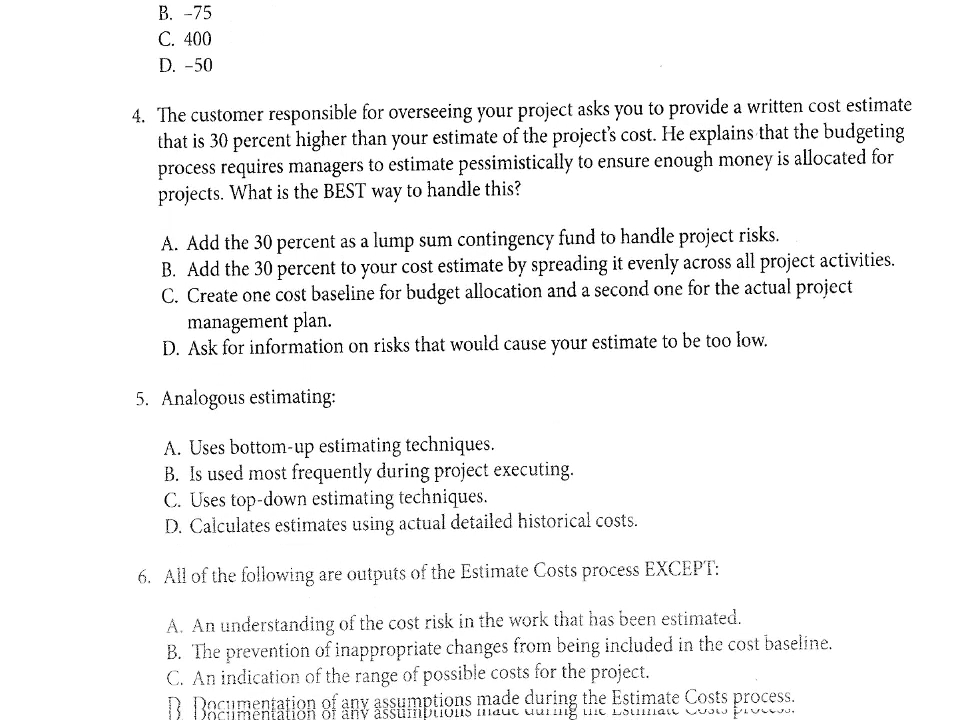 B. -75
C. 400
D. -50
4. The customer responsible for overseeing your project asks you to provide a written cost estimate
that is 30 percent higher than your estimate of the project's cost. He explains that the budgeting
process requires managers to estimate pessimistically to ensure enough money is allocated for
projects. What is the BEST way to handle this?
A. Add the 30 percent as a lump sum contingency fund to handle project risks.
B. Add the 30 percent to your cost estimate by spreading it evenly across all project activities.
C. Create one cost baseline for budget allocation and a second one for the actual project
management plan.
D. Ask for information on risks that would cause your estimate to be too low.
5. Analogous estimating:
A. Uses bottom-up estimating techniques.
B. Is used most frequently during project executing.
C. Uses top-down estimating techniques.
D. Calculates estimates using actual detailed historical costs.
6. All of the following are outputs of the Estimate Costs process EXCEPT:
A. An understanding of the cost risk in the work that has been estimated.
B. The prevention of inappropriate changes from being included in the cost baseline.
C. An indication of the range of possible costs for the project.
D. Documentation of any assumptions made during the Estimate Costs process.